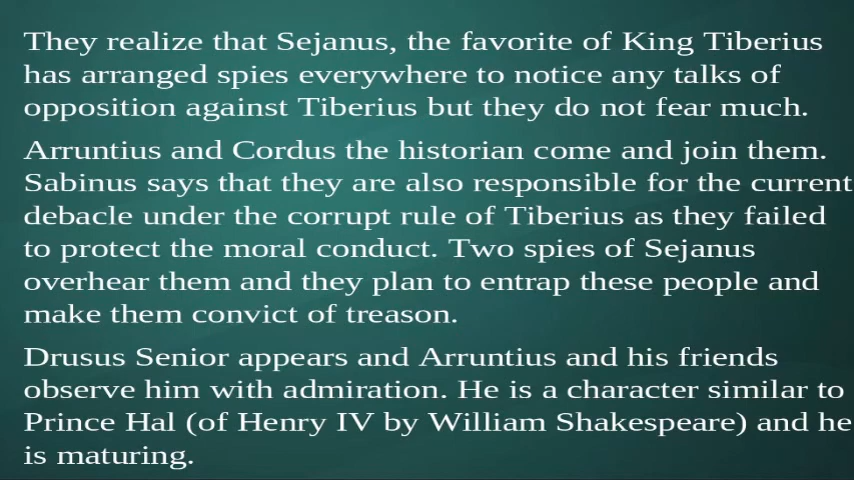 They realize that Sejanus, the favorite of King Tiberius
has arranged spies everywhere to notice any talks of
opposition against Tiberius but they do not fear much.
Arruntius and Cordus the historian come and join them.
Sabinus says that they are also responsible for the current
debacle under the corrupt rule of Tiberius as they failed
to protect the moral conduct. Two spies of Sejanus
overhear them and they plan to entrap these people and
make them convict of treason.
Drusus Senior appears and Arruntius and his friends
observe him with admiration. He is a character similar to
Prince Hal (of Henry IV by William Shakespeare) and he
is maturing.